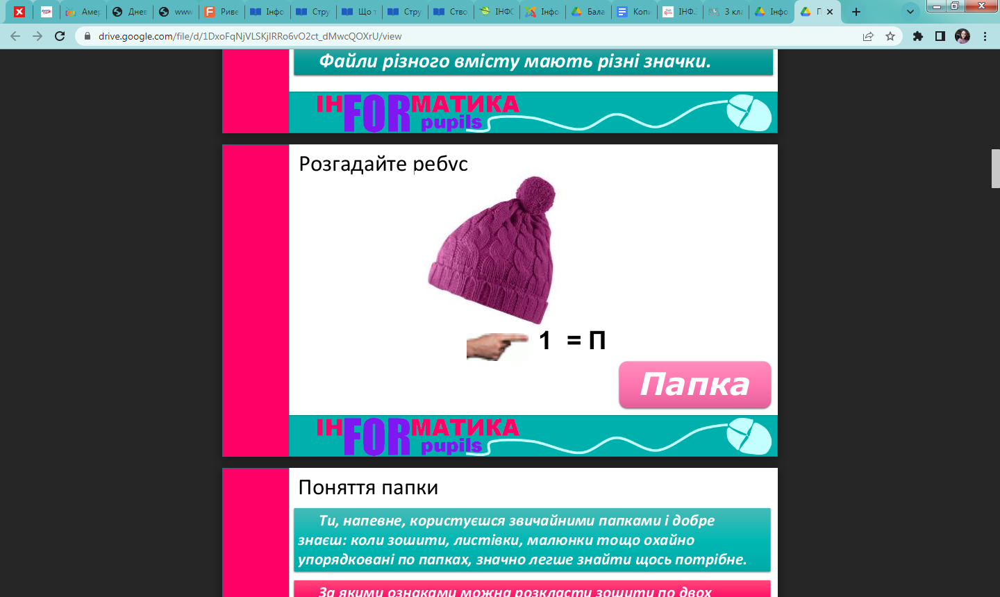 Амер
Днев
www
Риве
Інфо
Стру
Що т
Стру
Ство
ІНФО
Інфо
Бала
Копи
ІНФ.
3 кла
Інфо
П
drive.google.com/file/d/1DxoFqNjVLSKjlRRo6vO2ct_dMwcQOXrU/view
Файли різного вмісту мають різні значки.
ІНFORМАТИКА
pupils
Розгадайте ребус
1 = П
Папка
ІНFORМАТИКА
pupils
Поняття папки
Ти, напевне, користуєшся звичайними папками і добре
знаєш: коли зошити, листівки, малюнки тощо охайно
упорядковані по папках, значно легше знайти щось потрібне.
За якими ознаками можна розкласти зошити по двох